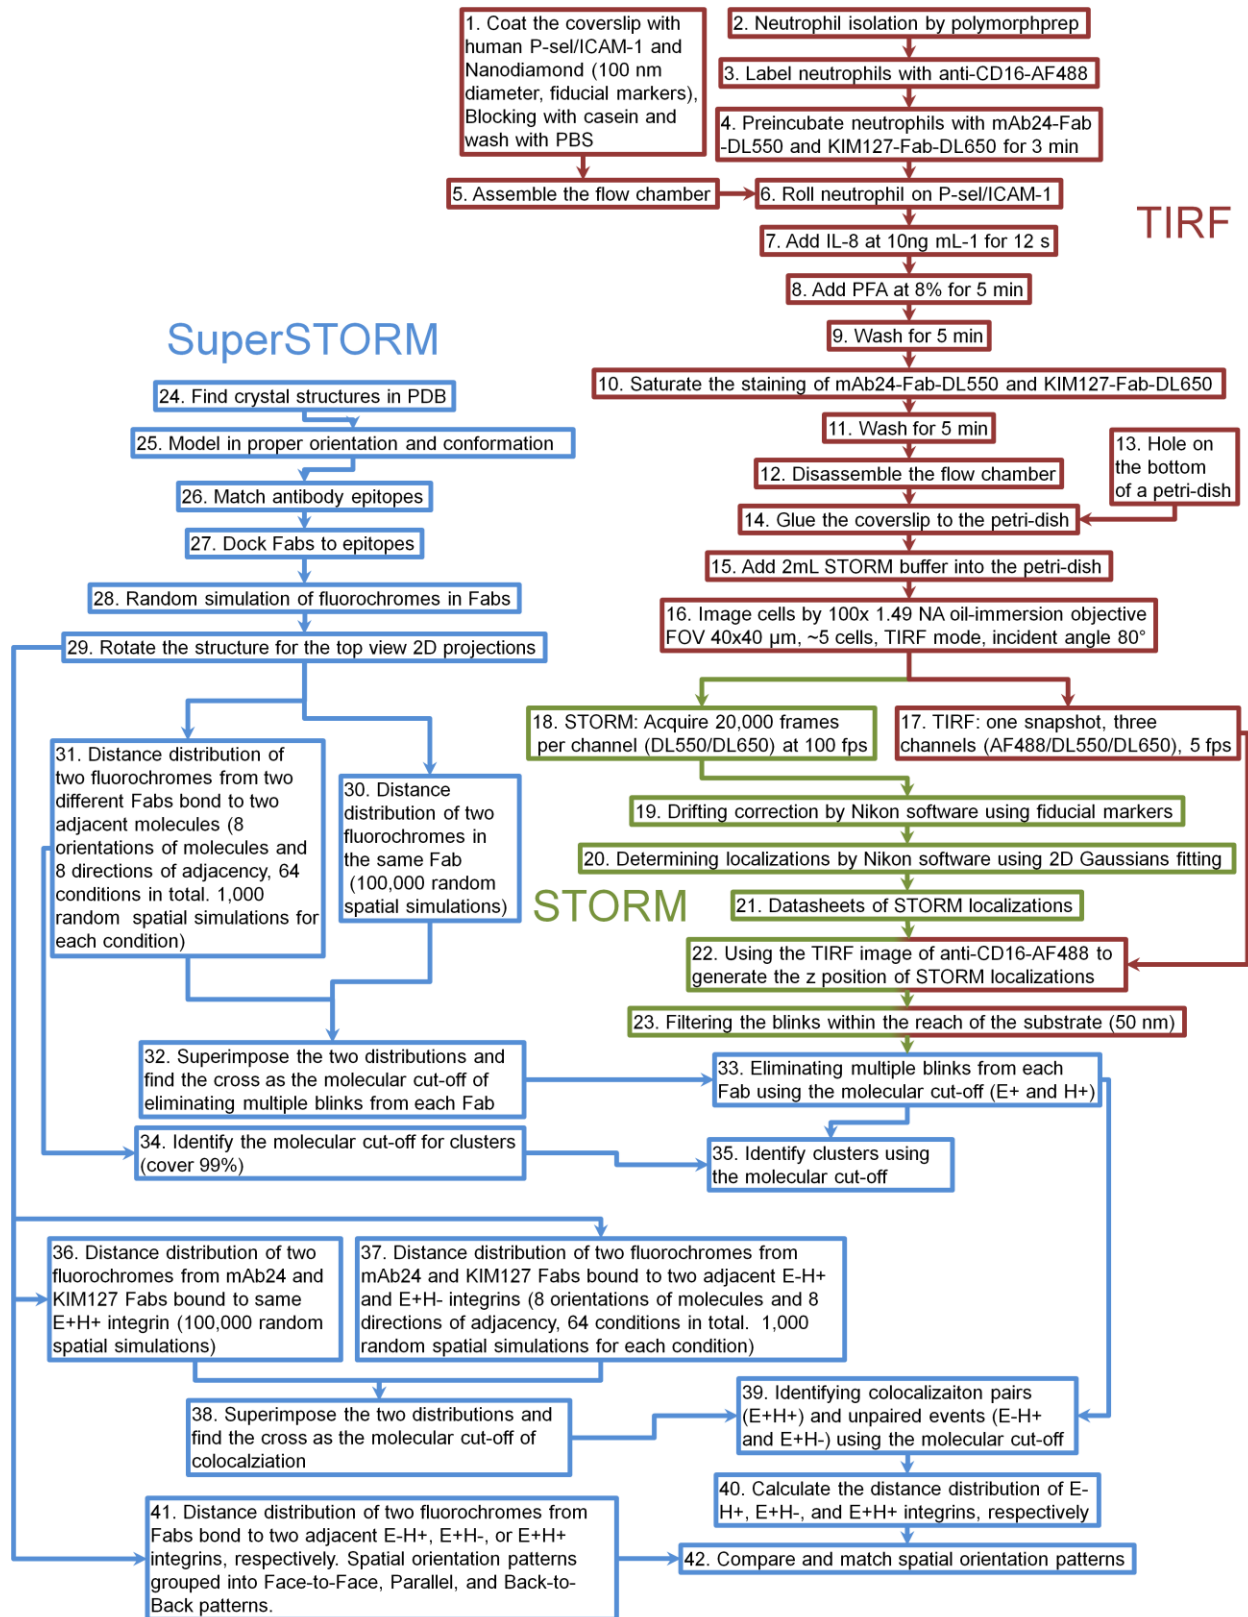 1. Coat the coverslip with
human P-sel/ICAM-1 and
Nanodiamond (100 nm
diameter, fiducial markers),
Blocking with casein and
wash with PBS
2. Neutrophil isolation by polymorphprep
3. Label neutrophils with anti-CD16-AF488
4. Preincubate neutrophils with mAb24-Fab
-DL550 and KIM127-Fab-DL650 for 3 min
5. Assemble the flow chamber
6. Roll neutrophil on P-sel/ICAM-1
TIRF
7. Add IL-8 at 10ng mL-1 for 12 s
8. Add PFA at 8% for 5 min
9. Wash for 5 min
10. Saturate the staining of mAb24-Fab-DL550 and KIM127-Fab-DL650
11. Wash for 5 min
12. Disassemble the flow chamber
13. Hole on
the bottom
of a petri-dish
14. Glue the coverslip to the petri-dish
15. Add 2mL STORM buffer into the petri-dish
16. Image cells by 100x 1.49 NA oil-immersion objective
FOV 40x40 µm, ~5 cells, TIRF mode, incident angle 80°
18. STORM: Acquire 20,000 frames
per channel (DL550/DL650) at 100 fps
17. TIRF: one snapshot, three
channels (AF488/DL550/DL650), 5 fps
19. Drifting correction by Nikon software using fiducial markers
20. Determining localizations by Nikon software using 2D Gaussians fitting
STORM
21. Datasheets of STORM localizations
22. Using the TIRF image of anti-CD16-AF488 to
generate the z position of STORM localizations
23. Filtering the blinks within the reach of the substrate (50 nm)
SuperSTORM
24. Find crystal structures in PDB
25. Model in proper orientation and conformation
26. Match antibody epitopes
27. Dock Fabs to epitopes
28. Random simulation of fluorochromes in Fabs
29. Rotate the structure for the top view 2D projections
31. Distance distribution of
two fluorochromes from two
different Fabs bond to two
adjacent molecules (8
orientations of molecules and
8 directions of adjacency, 64
conditions in total. 1,000
random spatial simulations for
each condition)
30. Distance
distribution of two
fluorochromes in
the same Fab
(100,000 random
spatial simulations)
32. Superimpose the two distributions and
find the cross as the molecular cut-off of
eliminating multiple blinks from each Fab
33. Eliminating multiple blinks from each
Fab using the molecular cut-off (E+ and H+)
34. Identify the molecular cut-off for clusters
(cover 99%)
35. Identify clusters using
the molecular cut-off
36. Distance distribution of two
fluorochromes from mAb24 and
KIM127 Fabs bound to same
E+H+ integrin (100,000 random
spatial simulations)
37. Distance distribution of two fluorochromes from
mAb24 and KIM127 Fabs bound to two adjacent E-H+
and E+H- integrins (8 orientations of molecules and 8
directions of adjacency, 64 conditions in total. 1,000
random spatial simulations for each condition)
38. Superimpose the two distributions and
find the cross as the molecular cut-off of
colocalziation
39. Identifying colocalizaiton pairs
(E+H+) and unpaired events (E-H+
and E+H-) using the molecular cut-off
40. Calculate the distance distribution of E-
H+, E+H-, and E+H+ integrins, respectively
41. Distance distribution of two fluorochromes from
Fabs bond to two adjacent E-H+, E+H-, or E+H+
integrins, respectively. Spatial orientation patterns
grouped into Face-to-Face, Parallel, and Back-to-
Back patterns.
42. Compare and match spatial orientation patterns